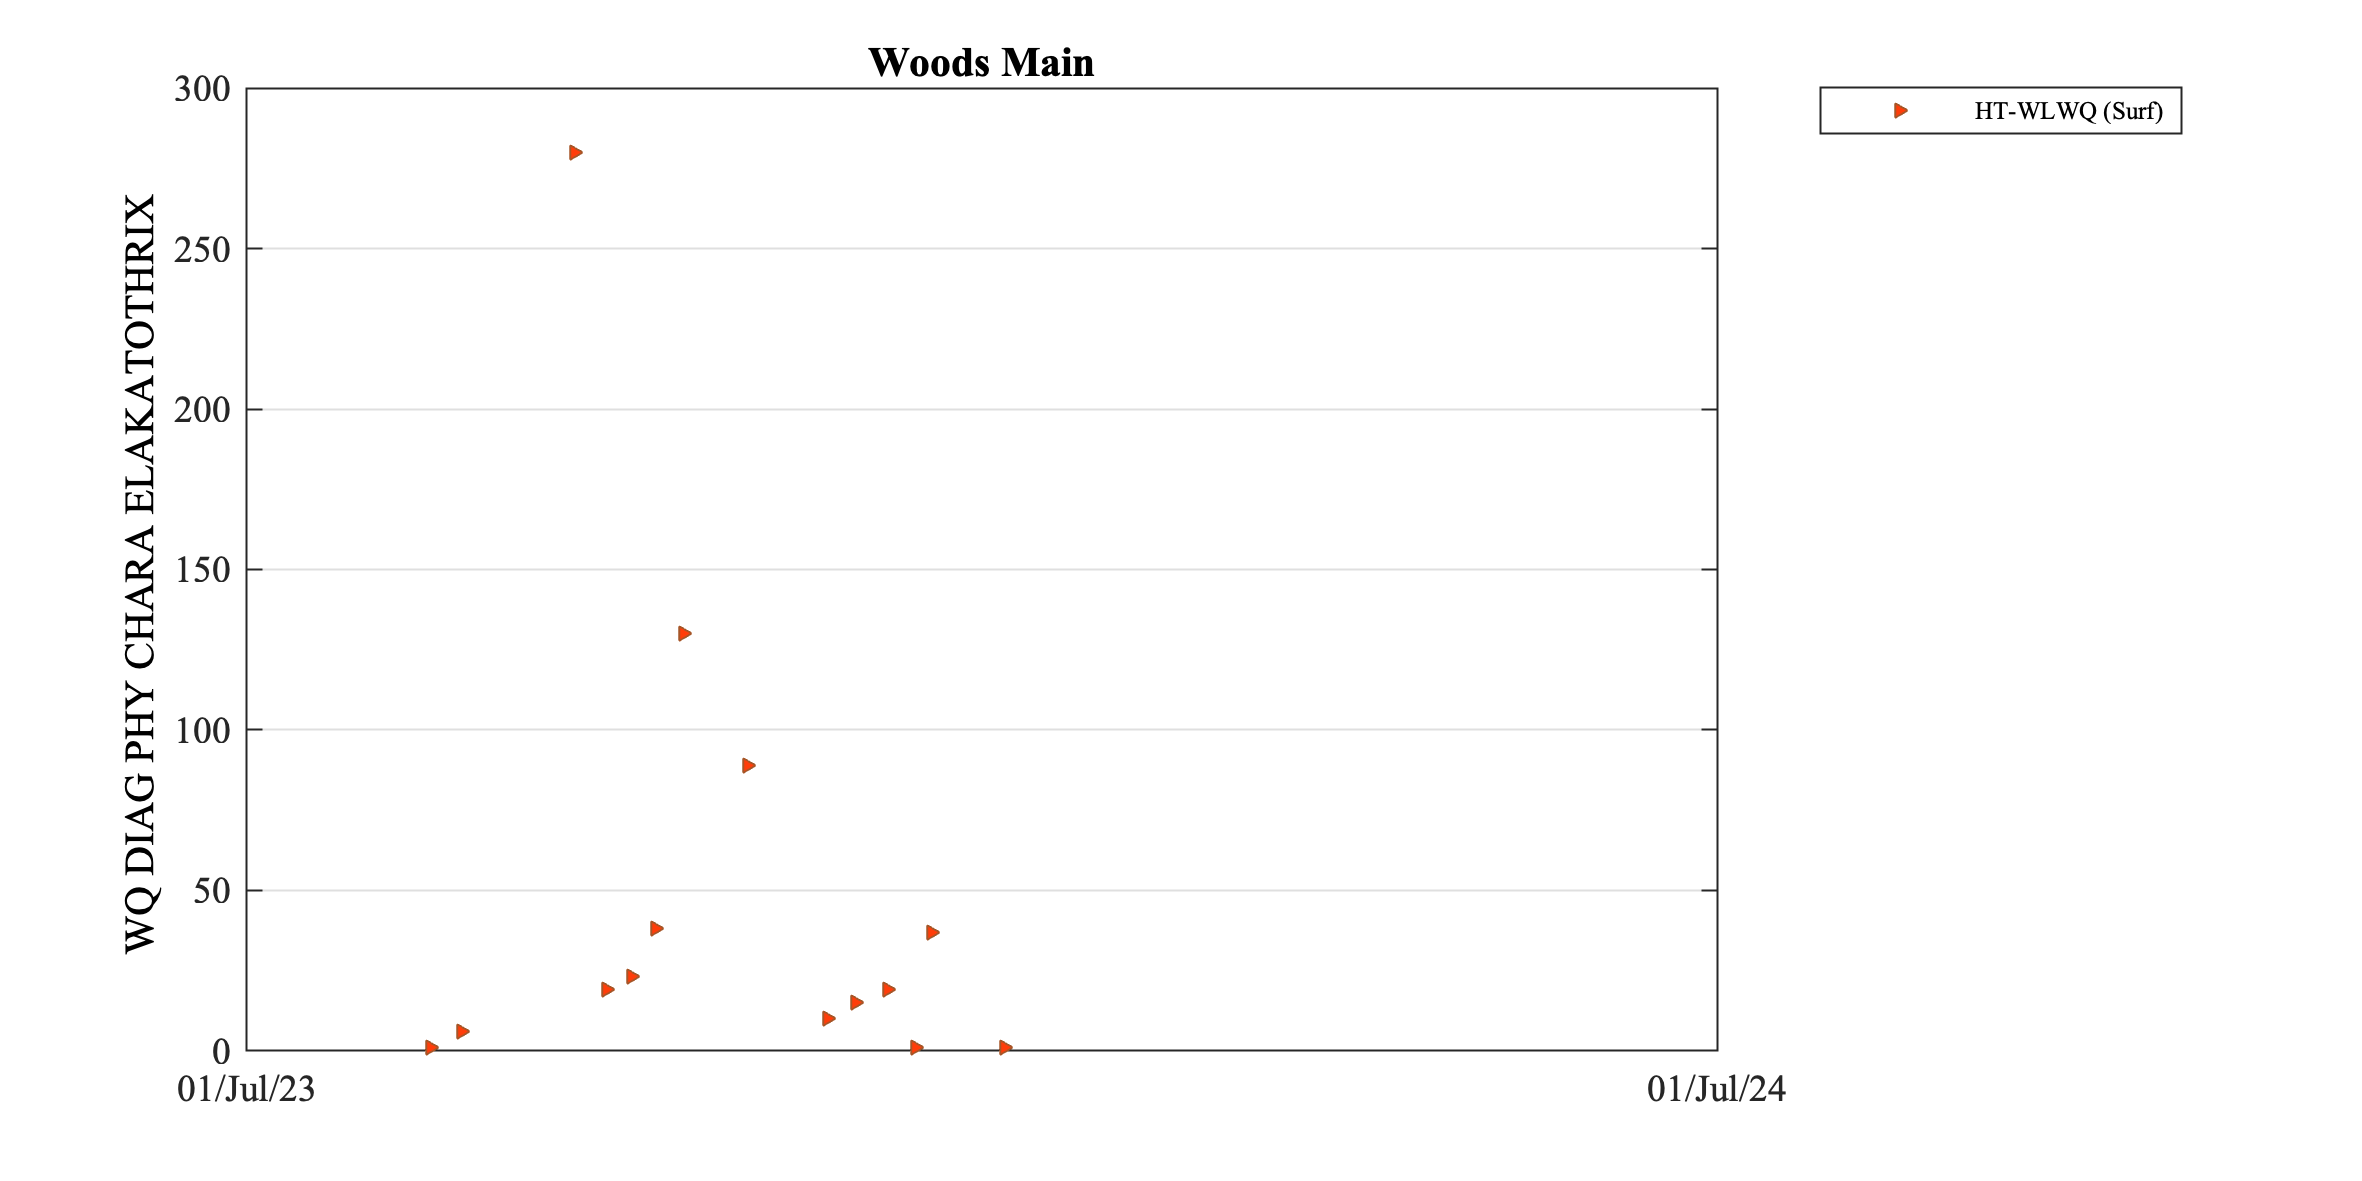 Woods Main
HT-WLWQ (Surf)
WQ DIAG PHY CHARA ELAKATOTHRIX
300
250
200
150
100
50
0
01/Jul/23
01/Jul/24